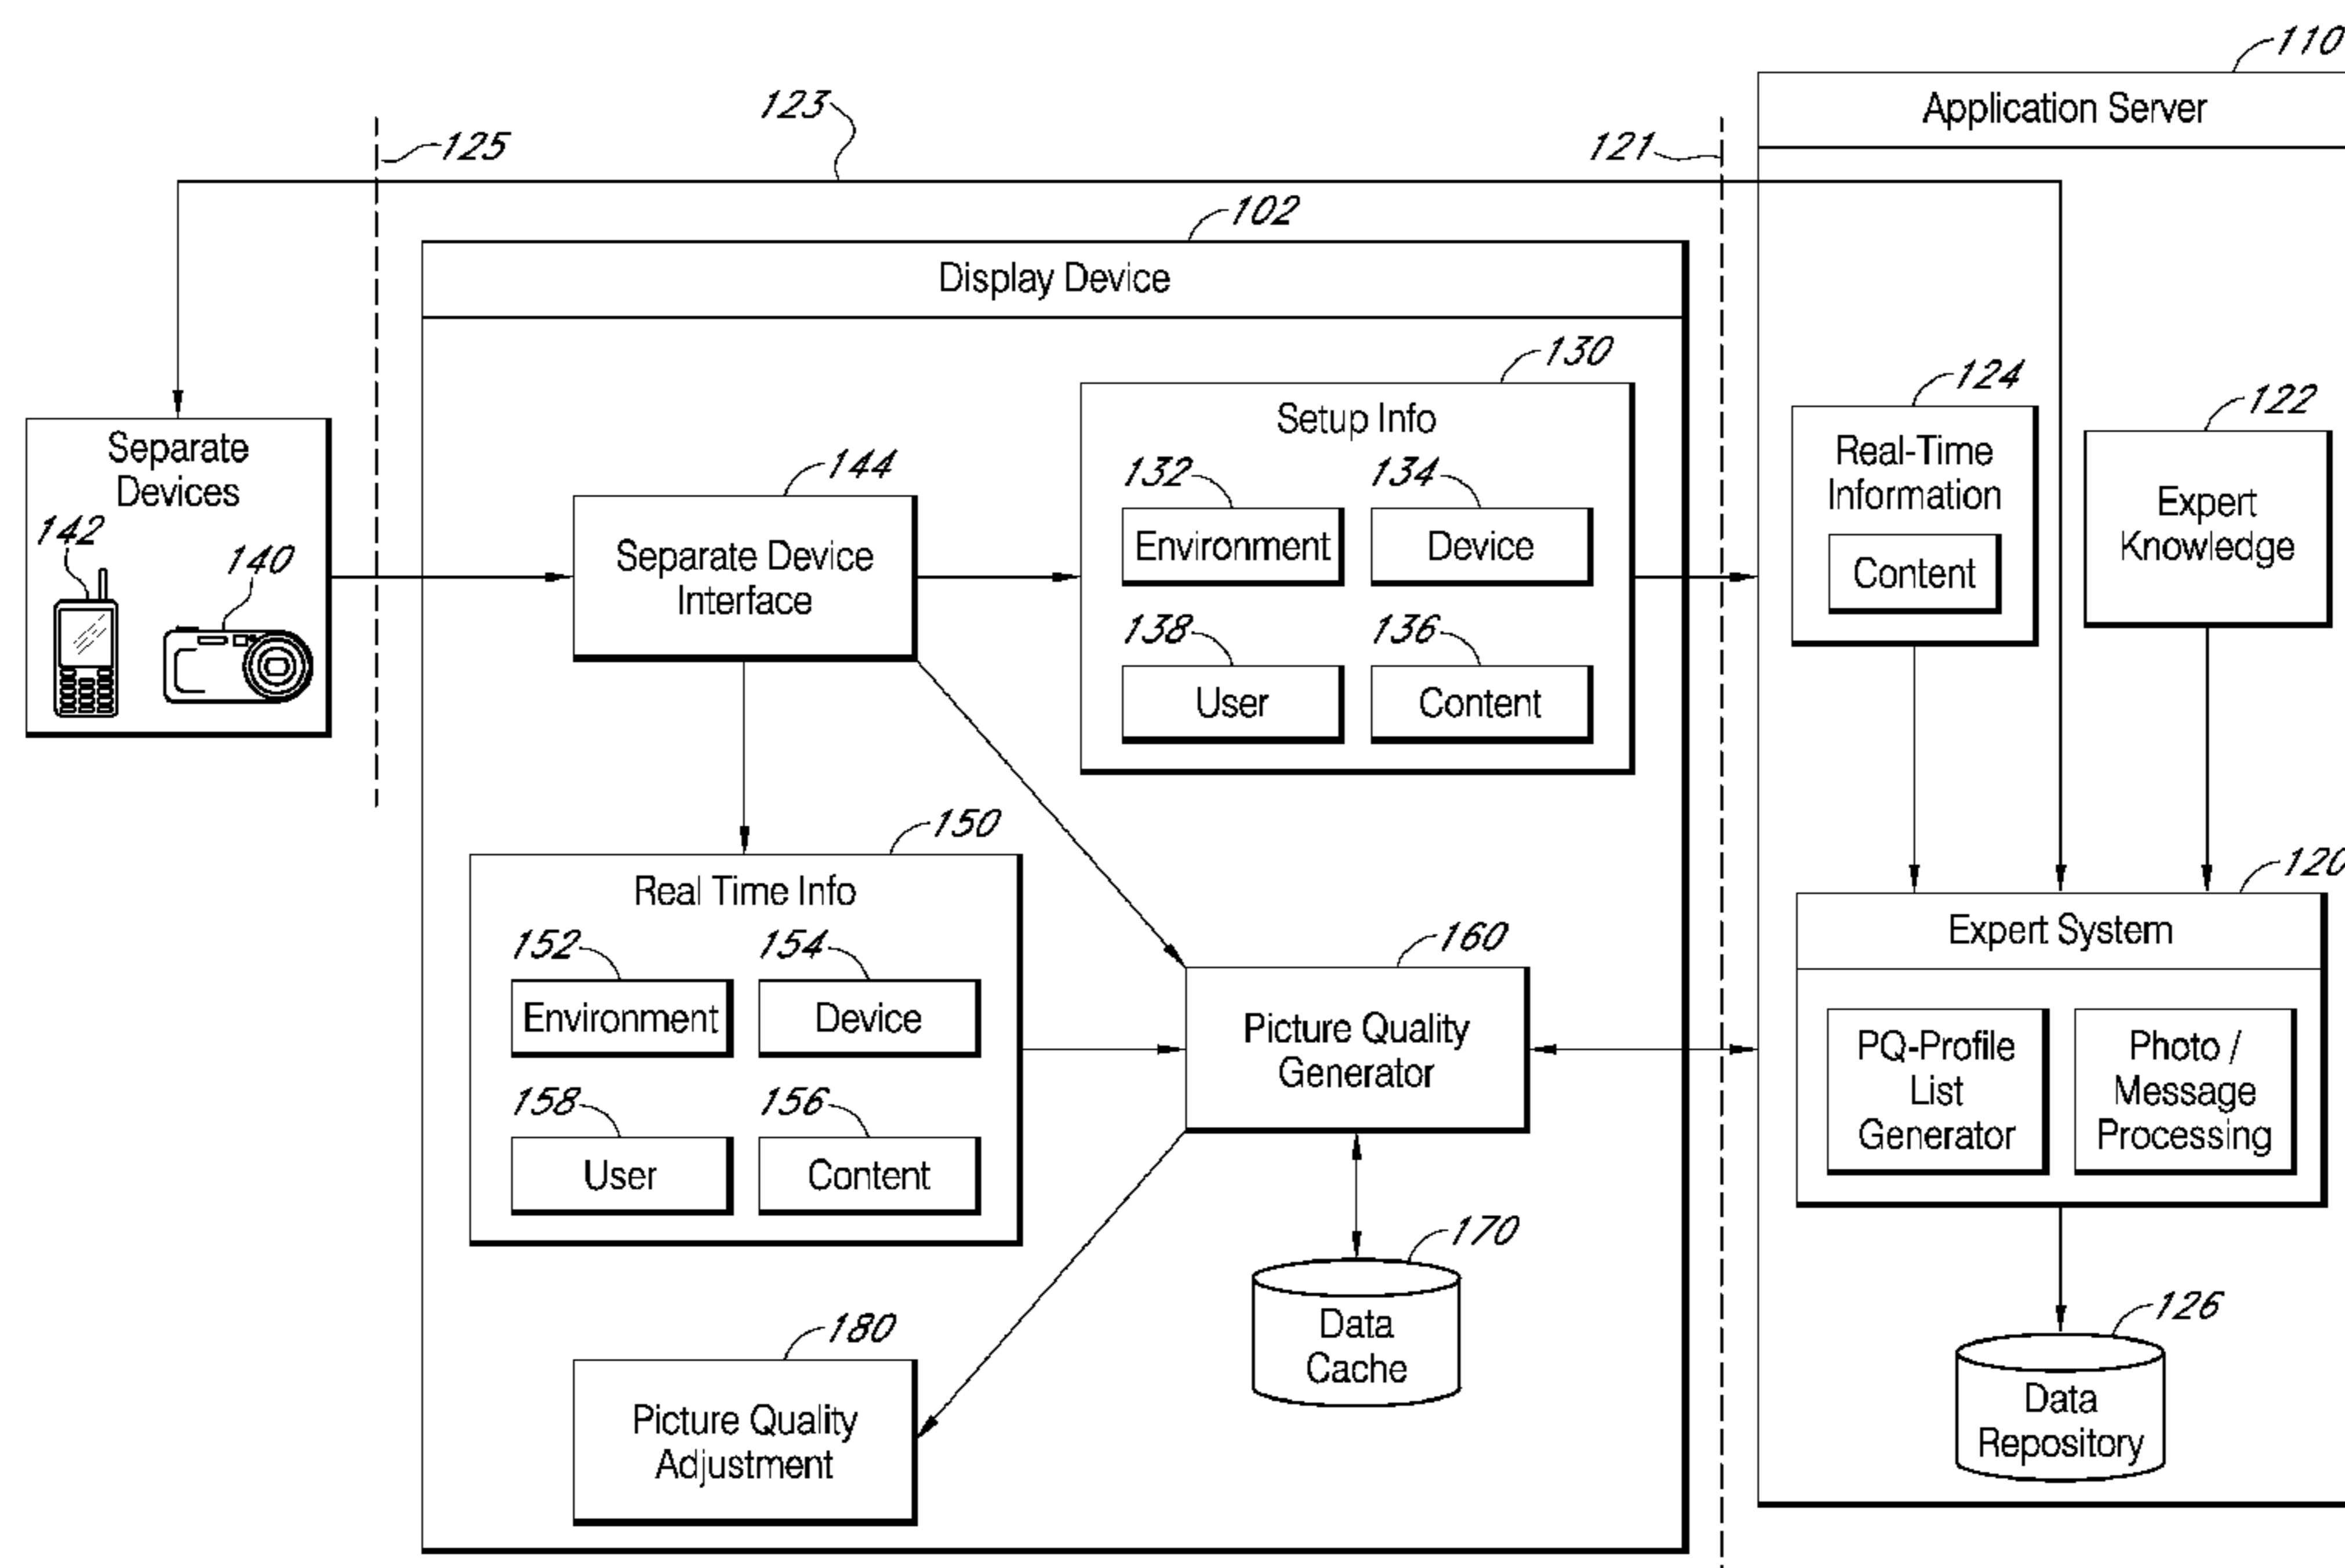 110
Application Server
123
125
121
102
Display Device
130
Setup Info
132
134
Environment
Device
138
136
User
Content
124
Real-Time
Information
Content
122
Expert
Knowledge
Separate
Devices
142
140
144
Separate Device
Interface
150
Real Time Info
152
154
Environment
Device
158
156
User
Content
160
Picture Quality
Generator
120
Expert System
PQ-Profile
List
Generator
Photo /
Message
Processing
170
Data
Cache
180
Picture Quality
Adjustment
126
Data
Repository